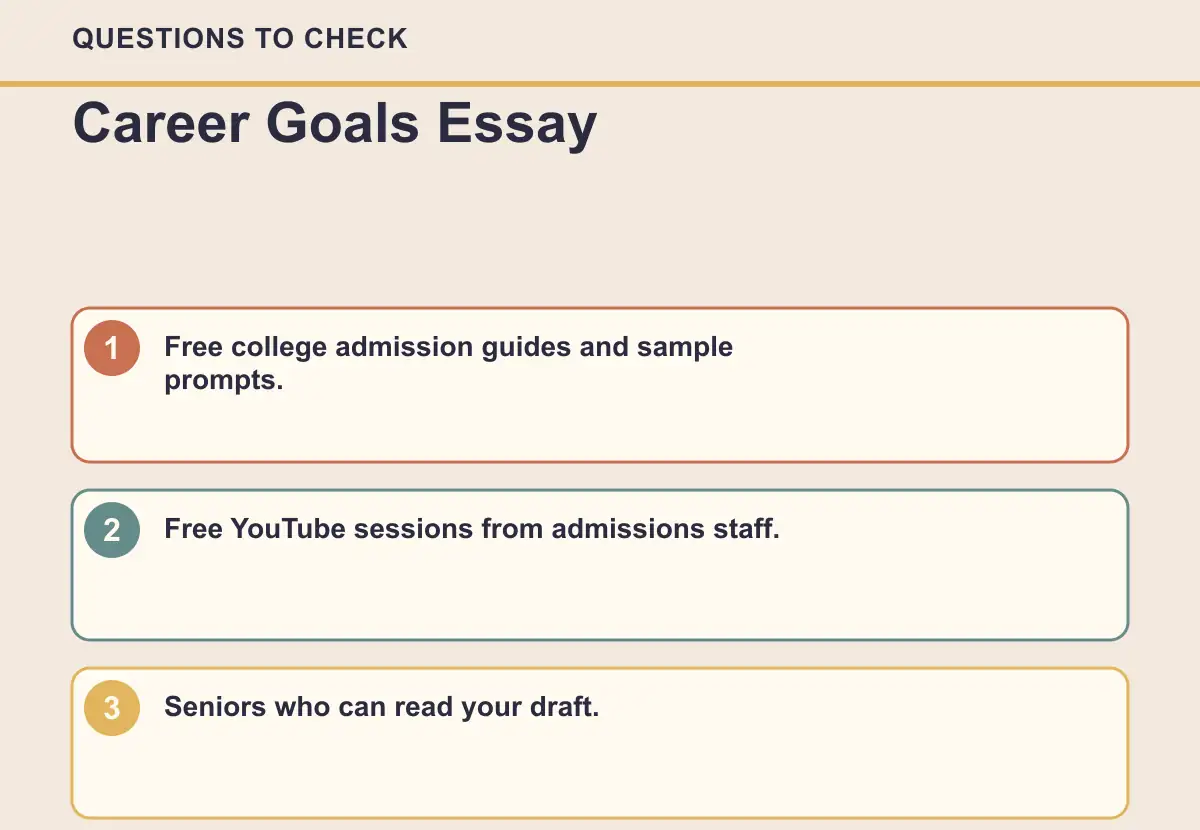 QUESTIONS TO CHECK
Career Goals Essay
1
Free college admission guides and sample
prompts.
2
Free YouTube sessions from admissions staff.
3
Seniors who can read your draft.